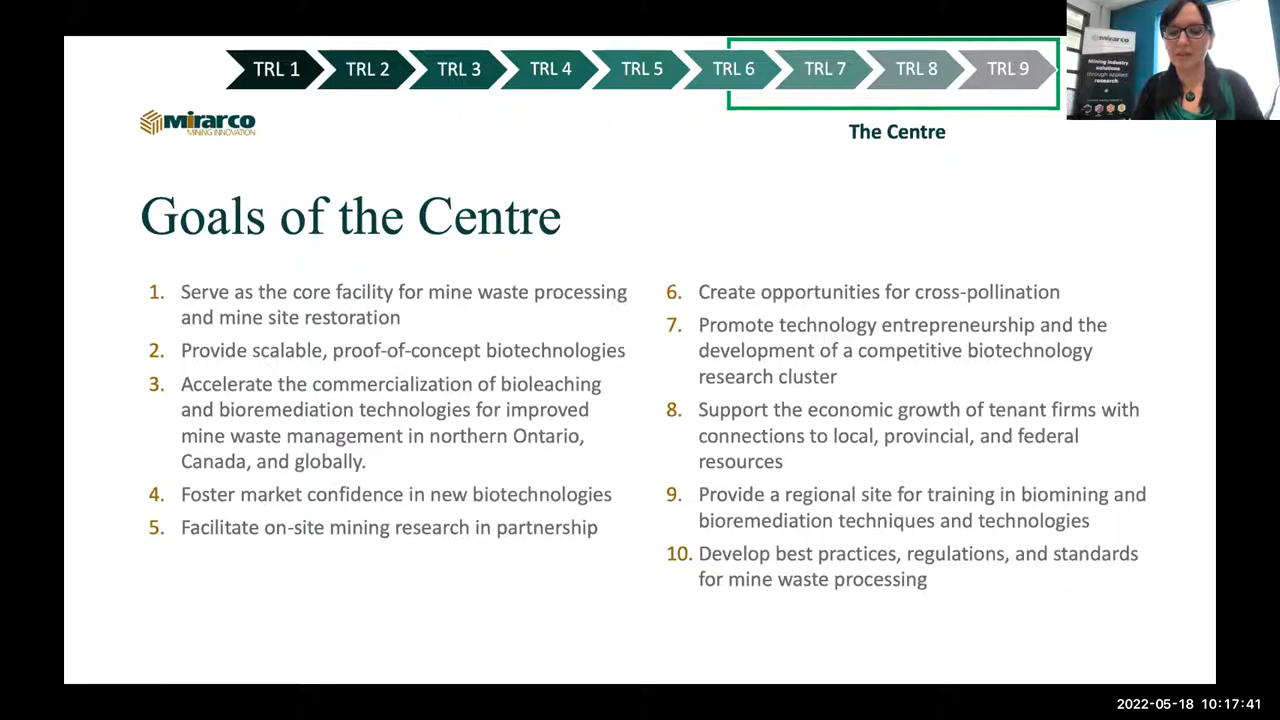 TRL 1 TRL 2 TRL 3 TRL 4 TRL 5 TRL 6 TRL 7 TRL 8 TRL 9
mirarco
Mining industry
solutions
through applied
research
mirarco
MINING INNOVATION
The Centre
Goals of the Centre
1. Serve as the core facility for mine waste processing
and mine site restoration
2. Provide scalable, proof-of-concept biotechnologies
3. Accelerate the commercialization of bioleaching
and bioremediation technologies for improved
mine waste management in northern Ontario,
Canada, and globally.
4. Foster market confidence in new biotechnologies
5. Facilitate on-site mining research in partnership
6. Create opportunities for cross-pollination
7. Promote technology entrepreneurship and the
development of a competitive biotechnology
research cluster
8. Support the economic growth of tenant firms with
connections to local, provincial, and federal
resources
9. Provide a regional site for training in biomining and
bioremediation techniques and technologies
10. Develop best practices, regulations, and standards
for mine waste processing
2022-05-18 10:17:41